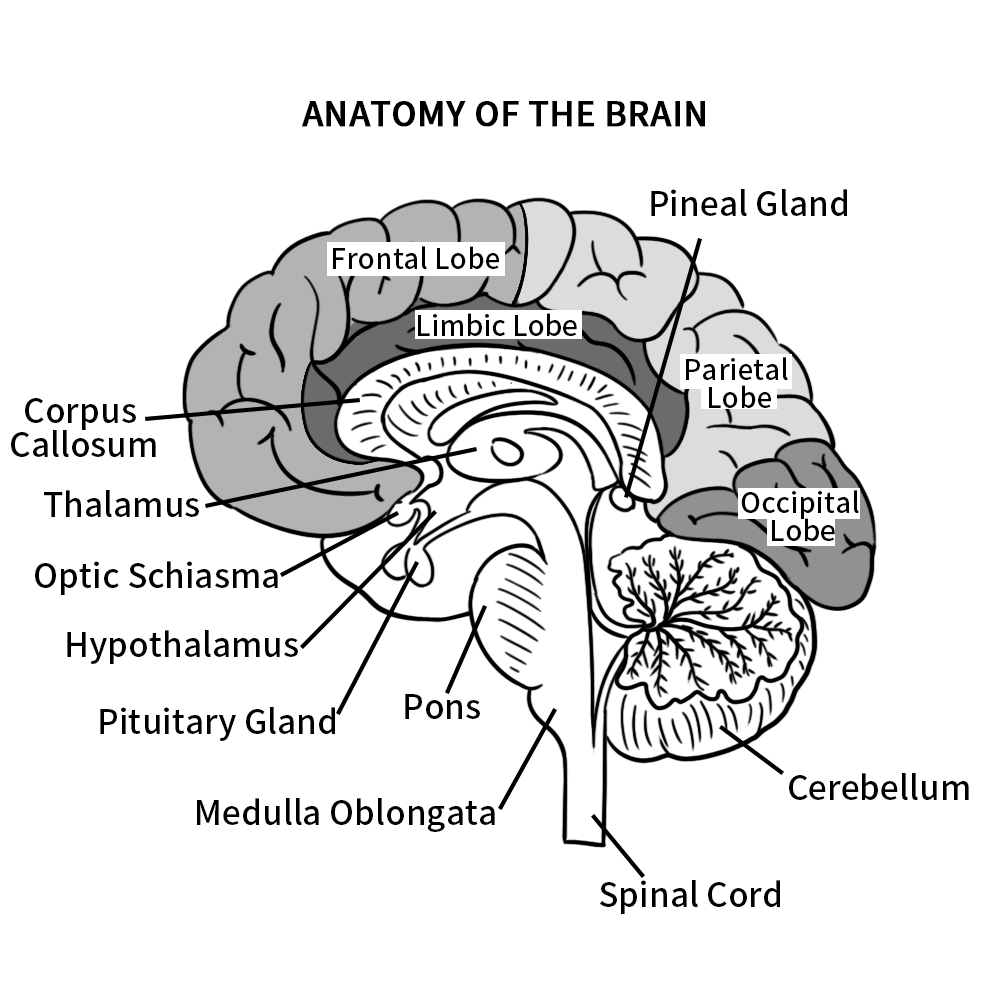 ANATOMY OF THE BRAIN
Pineal Gland
Frontal Lobe
Limbic Lobe
Parietal
Lobe
Corpus
Callosum
Thalamus
Occipital
Lobe
Optic Schiasma
Hypothalamus
Pituitary Gland
Pons
Medulla Oblongata
Cerebellum
Spinal Cord